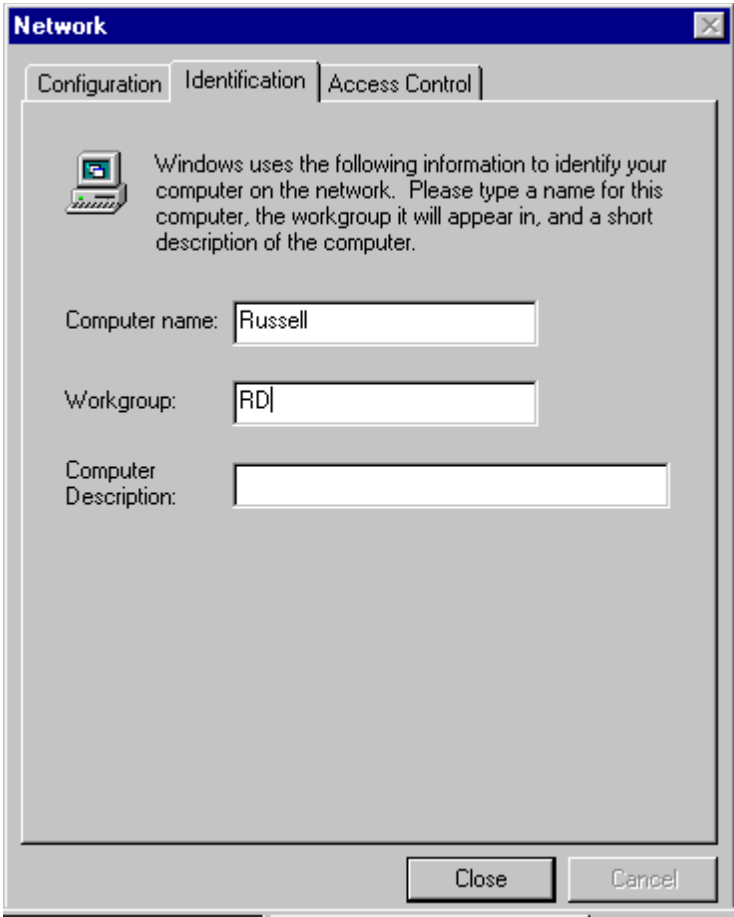 Network
Configuration Identification Access Control
Windows uses the following information to identify your
computer on the network. Please type a name for this
computer, the workgroup it will appear in, and a short
description of the computer.
Computer name: Russell
Workgroup: RD
Computer
Description:
Close Cancel